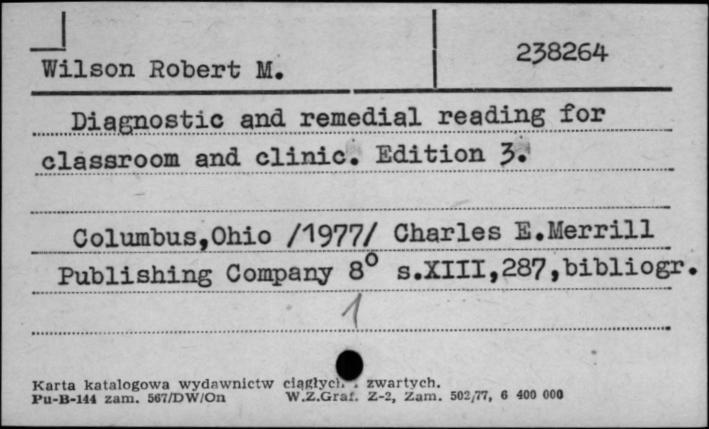 238264
Wilson Robert M.
Diagnostic and remedial reading for
classroom and clinic. Edition 3.
Columbus,Ohio /1977/ Charles E.Merrill
Publishing Company 8° s.XIII,287,bibliogr.
1
Karta katalogowa wydawnictw ciągłych i zwartych.
Pu-B-144 zam. 567/DW/On W.Z.Graf. Z-2, Zam. 502/77, 6 400 000